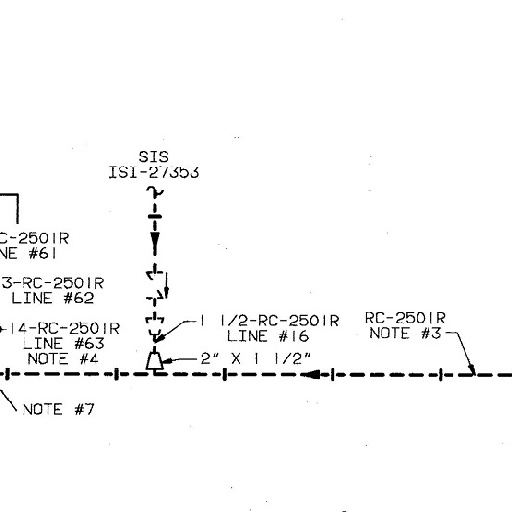 SIS
ISI-27353
C-2501R
NE #61
3-RC-2501R
LINE #62
14-RC-2501R
LINE #63
NOTE #4
1 1/2-RC-2501R
LINE #16
2" X 1 1/2"
RC-2501R
NOTE #3
NOTE #7